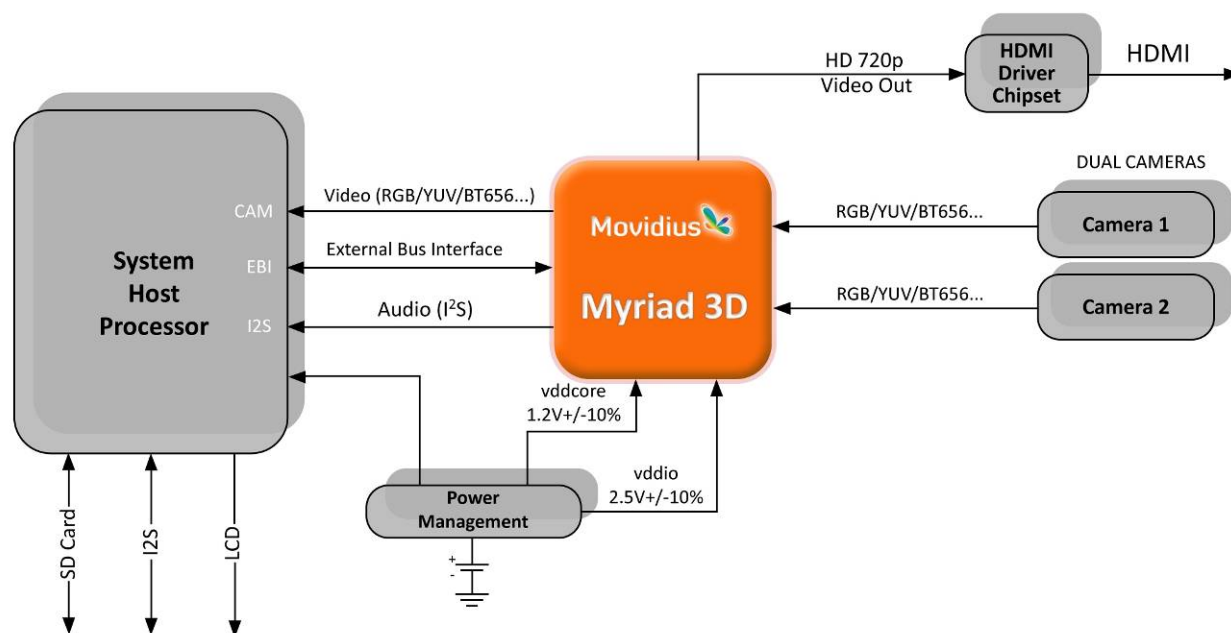 HD 720p
Video Out
HDMI
Driver
Chipset
HDMI
DUAL CAMERAS
Camera 1
Camera 2
RGB/YUV/BT656...
RGB/YUV/BT656...
Movidius
Myriad 3D
Video (RGB/YUV/BT656...)
External Bus Interface
Audio (I²S)
CAM
EBI
I2S
System
Host
Processor
vddcore
1.2V+/-10%
vddio
2.5V+/-10%
Power
Management
+
-
SD Card
I2S
LCD